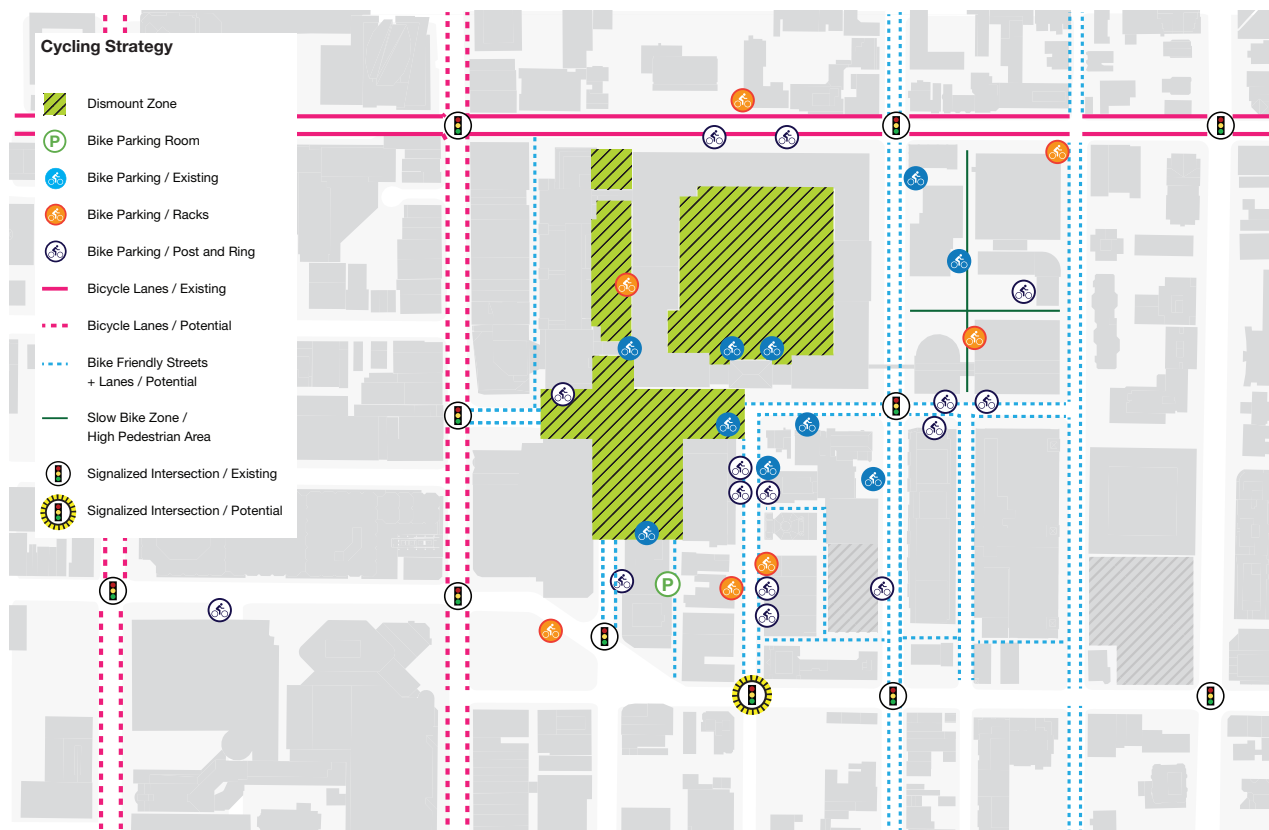 Cycling Strategy
Dismount Zone
P
Bike Parking Room
Bike Parking / Existing
Bike Parking / Racks
Bike Parking / Post and Ring
Bicycle Lanes / Existing
Bicycle Lanes / Potential
Bike Friendly Streets
+ Lanes / Potential
Slow Bike Zone /
High Pedestrian Area
Signalized Intersection / Existing
Signalized Intersection / Potential
P